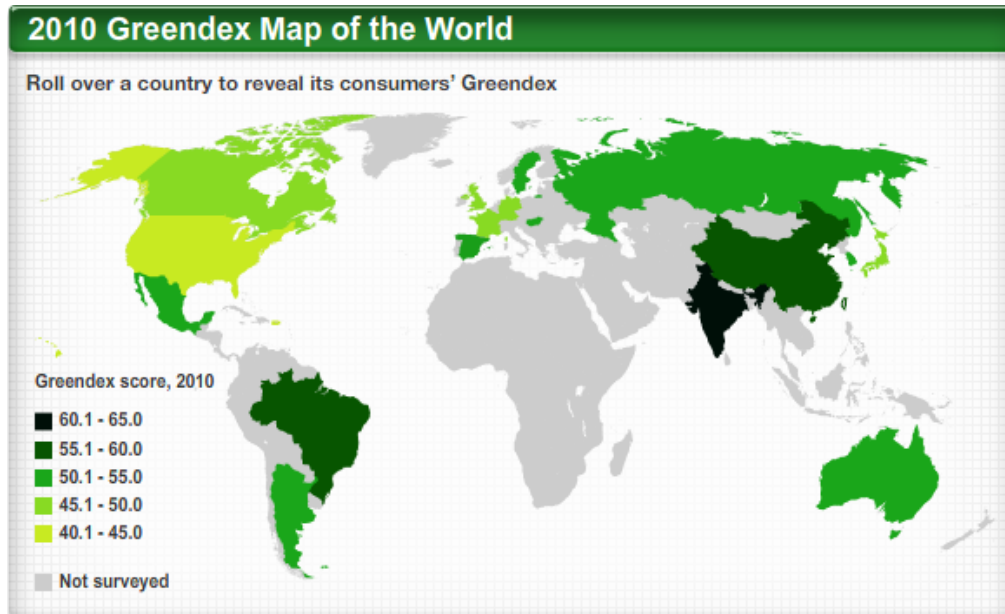 2010 Greendex Map of the World
Roll over a country to reveal its consumers' Greendex
Greendex score, 2010
60.1 - 65.0
55.1 - 60.0
50.1 - 55.0
45.1 - 50.0
40.1 - 45.0
Not surveyed